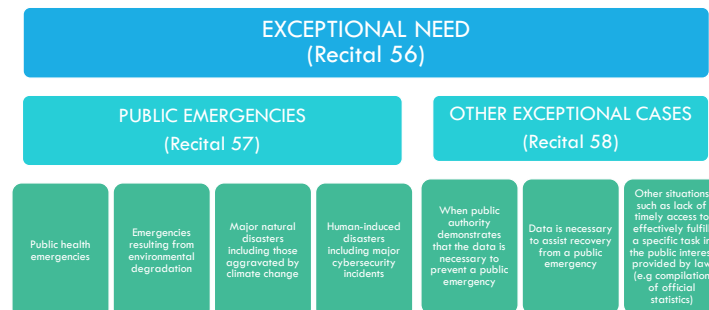 EXCEPTIONAL NEED
(Recital 56)
PUBLIC EMERGENCIES
(Recital 57)
OTHER EXCEPTIONAL CASES
(Recital 58)
Public health
emergencies
Emergencies
resulting from
environmental
degradation
Major natural
disasters
including those
aggravated by
climate change
Human-induced
disasters
including major
cybersecurity
incidents
When public
authority
demonstrates
that the data is
necessary to
prevent a public
emergency
Data is necessary
to assist recovery
from a public
emergency
Other situations
such as lack of
timely access to
effectively fulfill
a specific task in
the public interest
provided by law
(e.g compilation
of official
statistics)